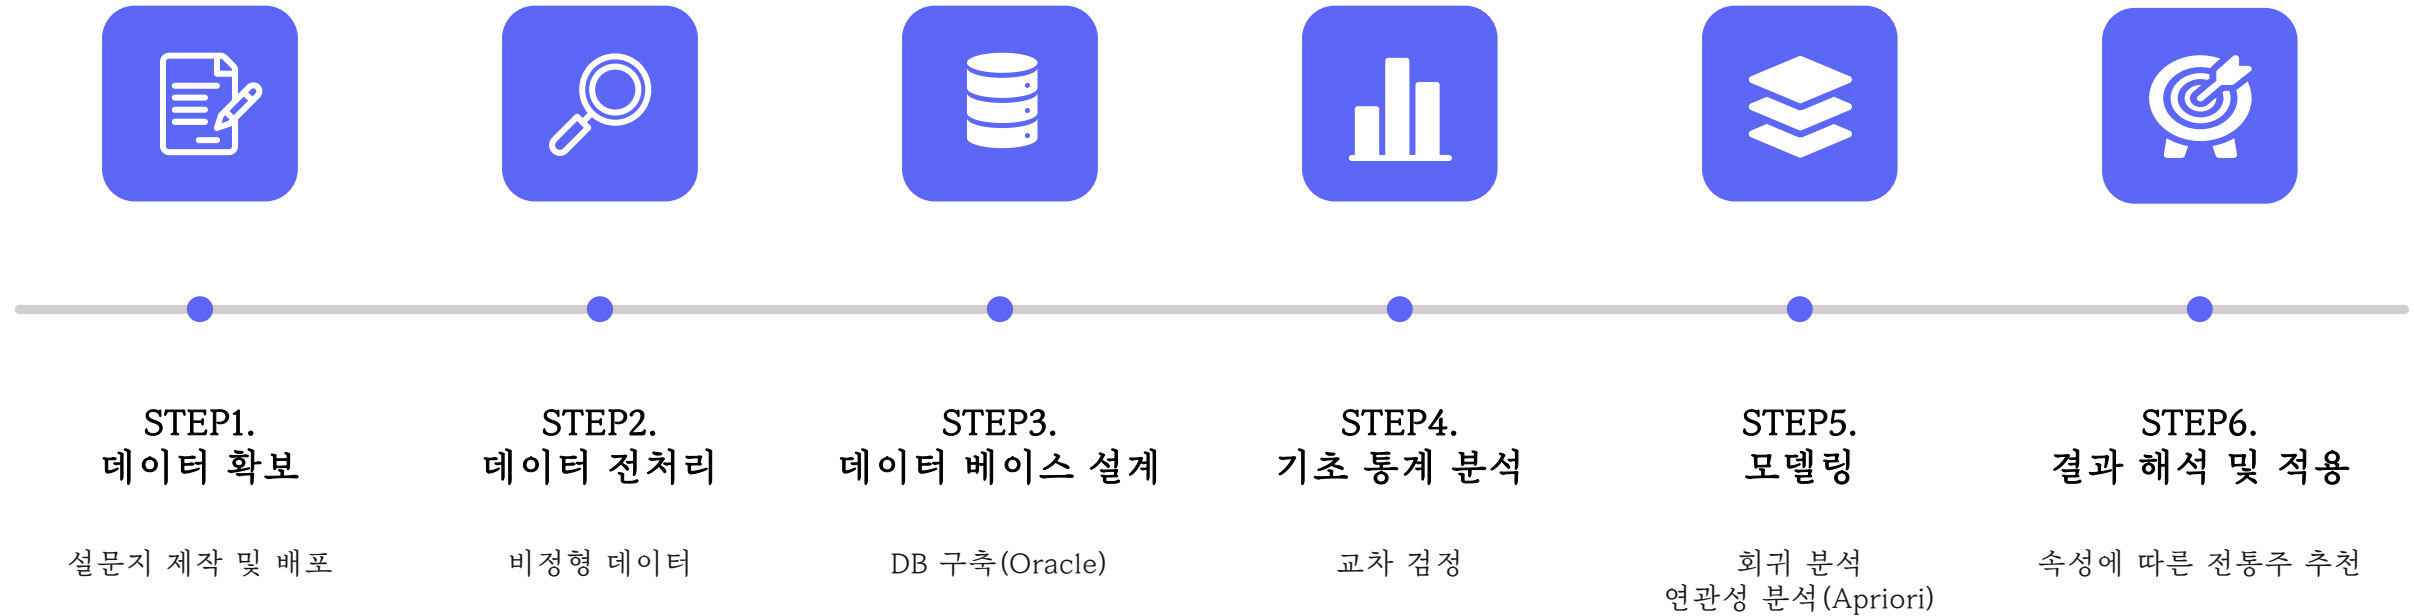 STEP1.
데이터 확보
설문지 제작 및 배포
STEP2.
데이터 전처리
비정형 데이터
STEP3.
데이터 베이스 설계
DB 구축(Oracle)
STEP4.
기초 통계 분석
교차 검정
STEP5.
모델링
회귀 분석
연관성 분석(Apriori)
STEP6.
결과 해석 및 적용
속성에 따른 전통주 추천